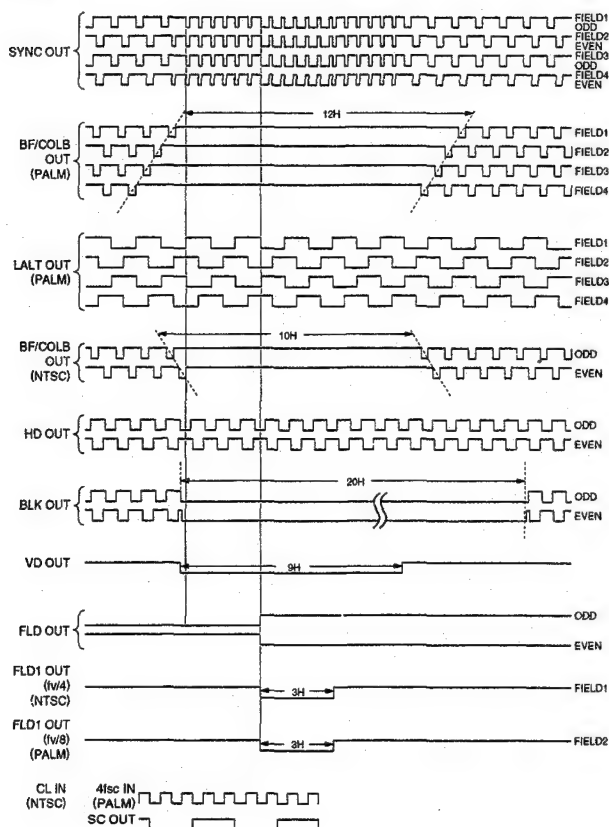 SYNC OUT
FIELD1
ODD
FIELD2
EVEN
FIELD3
ODD
FIELD4
EVEN
12H
BF/COLB
OUT
(PALM)
FIELD1
FIELD2
FIELD3
FIELD4
LALT OUT
(PALM)
FIELD1
FIELD2
FIELD3
FIELD4
10H
BF/COLB
OUT
(NTSC)
ODD
EVEN
HD OUT
ODD
EVEN
20H
BLK OUT
ODD
EVEN
VD OUT
9H
FLD OUT
ODD
EVEN
FLD1 OUT
(fv/4)
(NTSC)
3H
FIELD1
FLD1 OUT
(fv/8)
(PALM)
3H
FIELD2
CL IN
(NTSC)
4fsc IN
(PALM)
SC OUT